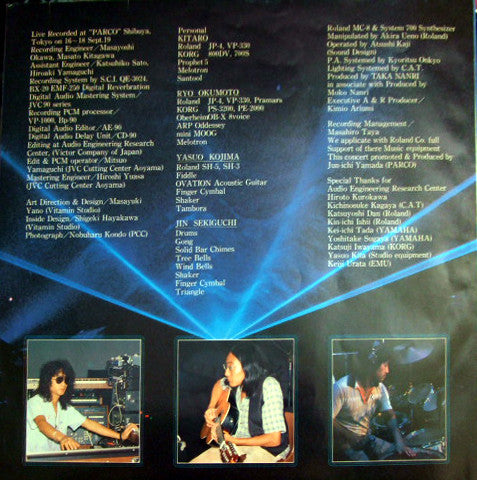 Live Recorded at "PARCO" Shibuya,
Tokyo on 16～18 Sept.19
Recording Engineer / Masayoshi
Okawa, Masato Kitagawa
Assistant Engineer / Katsuhiko Sato,
Hiroaki Yamaguchi
Recording System by S.C.I. QE-3024.
BX 20 EMF-250 Digital Reverbration
Digital Audio Mastering System /
JVC 90 series
Recording PCM processor /
VP-1000, Hp-90
Digital Audio Editor / AE-90
Digital Audio Delay Unit / CD-90
Editing at Audio Engineering Research
Center, (Victor Company of Japan)
Edit & PCM operator / Mitsuo
Yamaguchi (JVC Cutting Center Aoyama)
Mastering Engineer / Hiroshi Yuasa
(JVC Cutting Center Aoyama)
Art Direction & Design / Masayuki
Yano (Vitamin Studio)
Inside Design / Shigeki Hayakawa
(Vitamin Studio)
Photograph / Nobuharu Kondo (PCC)
Personal
KITARO
Roland JP-4, VP-330
KORG 800DV, 700S
Prophet 5
Melotron
Suntool
RYO OKUMOTO
Roland JP-4, VP-330, Pramars
KORG PS-3200, PE-2000
OberheimOB-X 8voice
ARP Oddensey
mini MOOG
Melotron
YASUO KOJIMA
Roland SH-5, SH-3
Fiddle
OVATION Acoustic Guitar
Finger Cymbal
Shaker
Tambora
JIN SEKIGUCHI
Drums
Gong
Solid Bar Chimes
Tree Bells
Wind Bells
Shaker
Finger Cymbal
Triangle
Roland MC-8 & System 700 Synthesizer
Manipulated by Akira Ueno (Roland)
Operated by Atsushi Kaji
(Sound Design)
P.A. Systemed by Kyoritsu Onkyo
Lighting Systemed by C.A.T.
Produced by TAKA NANRI
in associate with Produced by
Moko Nanri
Executive A & R Producer /
Kimio Ariumi
Recording Management /
Masahiro Taya
We applicate with Roland Co. full
Support of there Music equipment
This concert promoted & Produced by
Jun-ichi Yamada (PARCO)
Special Thanks for
Audio Engineering Research Center
Hiroto Kurokawa
Kichinosuke Kagaya (C.A.T)
Katsuyoshi Dan (Roland)
Kin-ichi Ishii (Roland)
Kei-ichi Tada (YAMAHA)
Yoshitake Sugaya (YAMAHA)
Katsuji Iwayama (KORG)
Yasuo Kita (Studio equipment)
Keiji Urata (EMU)